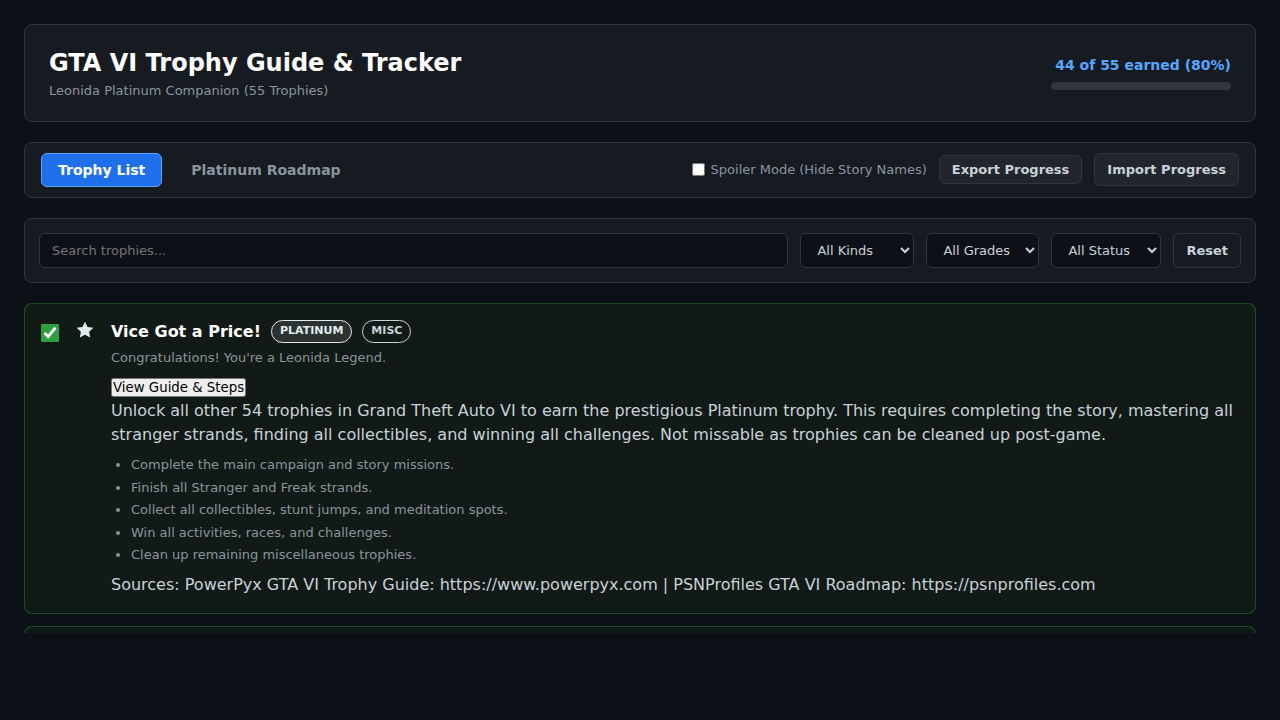 GTA VI Trophy Guide & Tracker
44 of 55 earned (80%)
Leonida Platinum Companion (55 Trophies)
Trophy List
Platinum Roadmap
Spoiler Mode (Hide Story Names)
Export Progress
Import Progress
Search trophies...
All Kinds
All Grades
All Status
Reset
Vice Got a Price!
PLATINUM
MISC
Congratulations! You're a Leonida Legend.
View Guide & Steps
Unlock all other 54 trophies in Grand Theft Auto VI to earn the prestigious Platinum trophy. This requires completing the story, mastering all
stranger strands, finding all collectibles, and winning all challenges. Not missable as trophies can be cleaned up post-game.
Complete the main campaign and story missions.
Finish all Stranger and Freak strands.
Collect all collectibles, stunt jumps, and meditation spots.
Win all activities, races, and challenges.
Clean up remaining miscellaneous trophies.
Sources: PowerPyx GTA VI Trophy Guide: https://www.powerpyx.com | PSNProfiles GTA VI Roadmap: https://psnprofiles.com